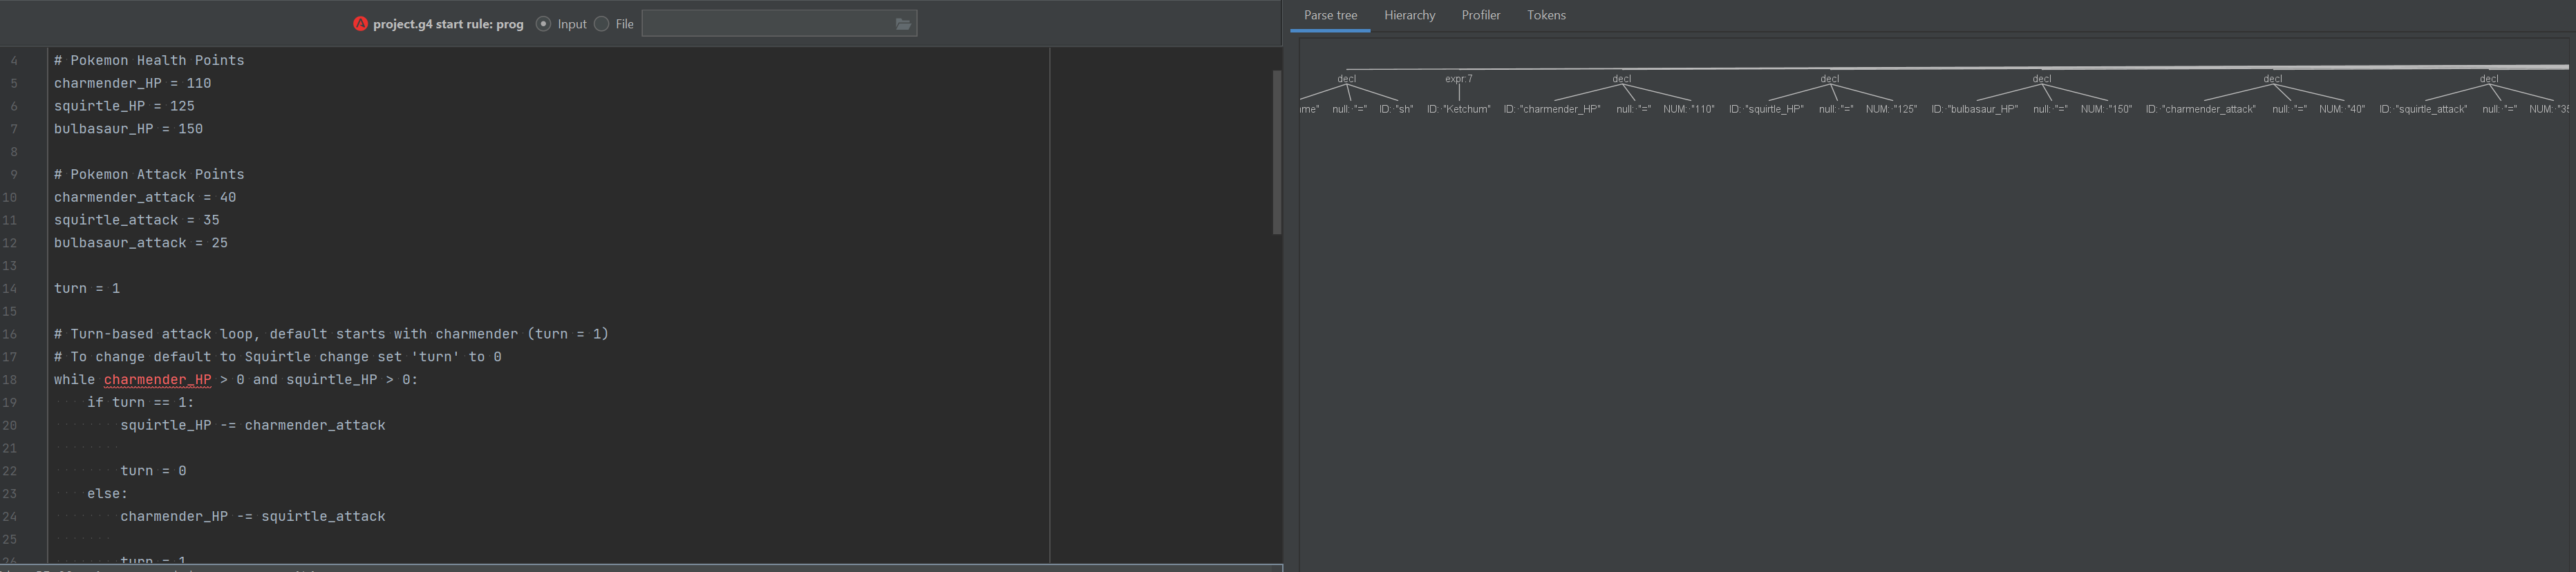 project.g4 start rule: prog Input File
Parse tree Hierarchy Profiler Tokens
4 # Pokemon Health Points
5 charmender_HP = 110
6 squirtle_HP = 125
7 bulbasaur_HP = 150
8
9 # Pokemon Attack Points
10 charmender_attack = 40
11 squirtle_attack = 35
12 bulbasaur_attack = 25
13
14 turn = 1
15
16 # Turn-based attack loop, default starts with charmender (turn = 1)
17 # To change default to Squirtle change set 'turn' to 0
18 while charmender_HP > 0 and squirtle_HP > 0:
19 if turn == 1:
20 squirtle_HP -= charmender_attack
21
22 turn = 0
23 else:
24 charmender_HP -= squirtle_attack
25
26 turn = 1
decl expr:7 decl decl decl decl decl
ame" null: "=" ID: "sh" ID: "Ketchum" ID: "charmender_HP" null: "=" NUM: "110" ID: "squirtle_HP" null: "=" NUM: "125" ID: "bulbasaur_HP" null: "=" NUM: "150" ID: "charmender_attack" null: "=" NUM: "40" ID: "squirtle_attack" null: "=" NUM: "35